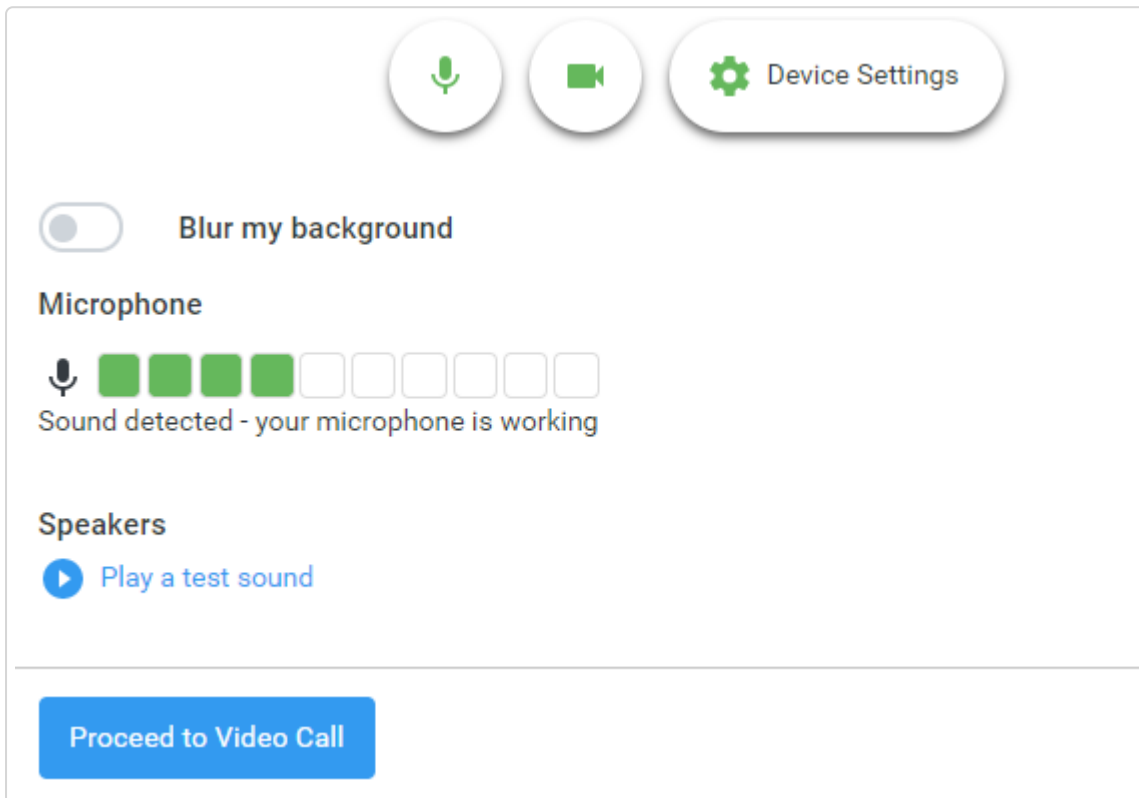 Device Settings
Blur my background
Microphone
Sound detected - your microphone is working
Speakers
Play a test sound
Proceed to Video Call